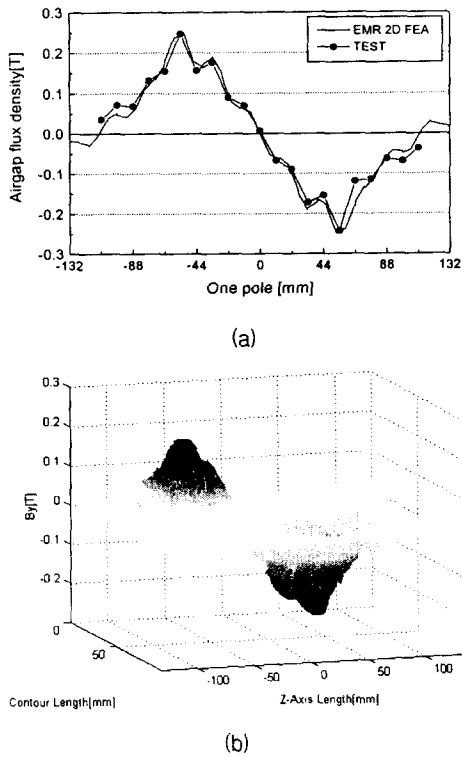 0.3
0.2
0.1
0.0
-0.1
-0.2
-0.3
Airgap flux density[T]
EMR 2D FEA
TEST
-132 -88 -44 0 44 88 132
One pole [mm]
(a)
0.3
0.2
0.1
0
-0.1
-0.2
By[T]
0
50
Contour Length[mm]
-100 -50 0 50 100
Z-Axis Length[mm]
(b)